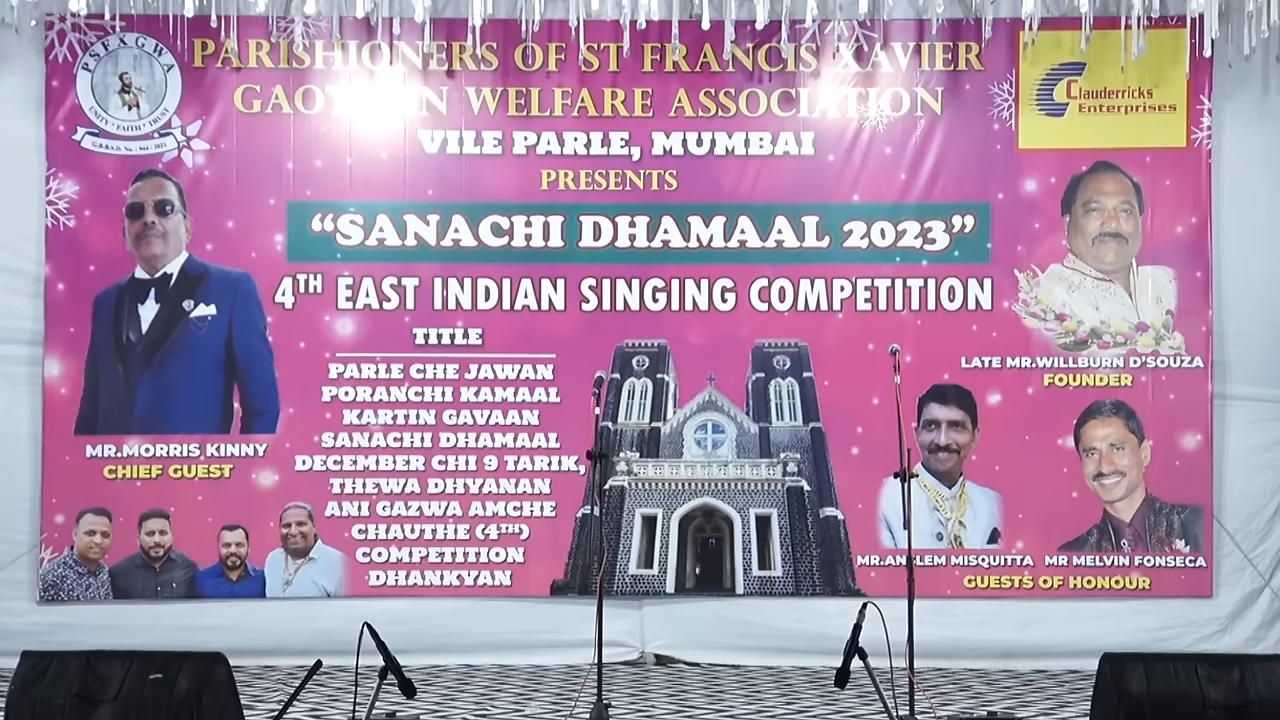 PARISHIONERS OF ST FRANCIS XAVIER
WELFARE ASSOCIATION
VILE PARLE, MUMBAI
PRESENTS
"SANACHI DHAMAAL 2023"
4TH EAST INDIAN SINGING COMPETITION
TITLE
PARLE CHE JAWAN
PORANCHI KAMAAL
KARTIN GAVAAN
SANACHI DHAMAAL
DECEMBER CHI 9 TARIK,
THEWA DHYANAN
ANI GAZWA AMCHE
CHAUTHE (4TH)
COMPETITION
DHANKYAN
PSFXGWA
UNITY • FAITH • TRUST
MR.MORRIS KINNY
CHIEF GUEST
Clauderricks
Enterprises
LATE MR.WILLBURN D'SOUZA
FOUNDER
MR.ANSLEM MISQUITTA
MR MELVIN FONSECA
GUESTS OF HONOUR